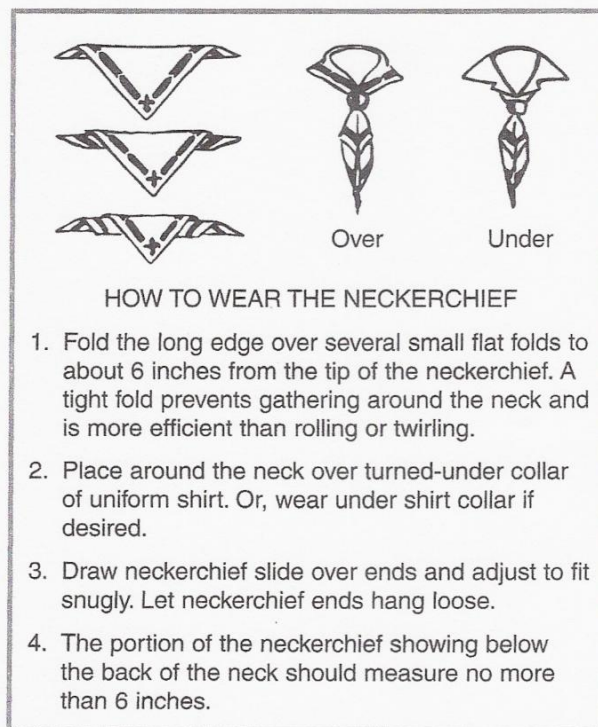 Over Under
HOW TO WEAR THE NECKERCHIEF
1. Fold the long edge over several small flat folds to
about 6 inches from the tip of the neckerchief. A
tight fold prevents gathering around the neck and
is more efficient than rolling or twirling.
2. Place around the neck over turned-under collar
of uniform shirt. Or, wear under shirt collar if
desired.
3. Draw neckerchief slide over ends and adjust to fit
snugly. Let neckerchief ends hang loose.
4. The portion of the neckerchief showing below
the back of the neck should measure no more
than 6 inches.